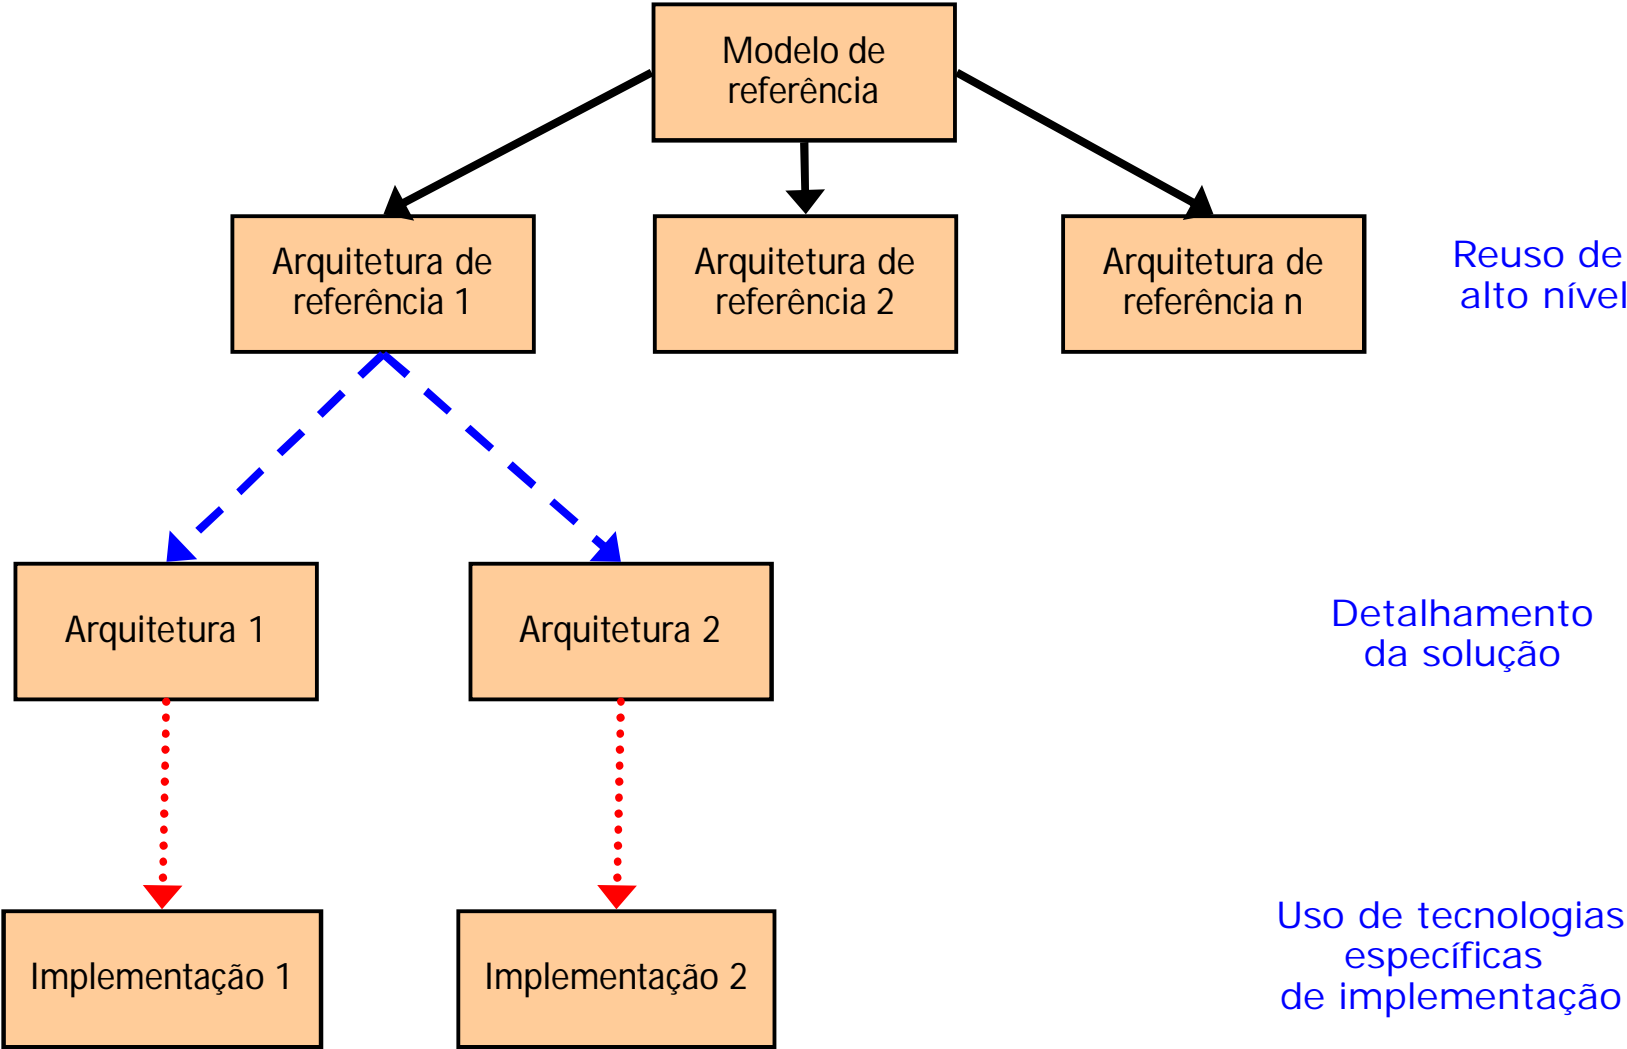 Modelo de
referência
Arquitetura de
referência 1
Arquitetura de
referência 2
Arquitetura de
referência n
Reuso de
alto nível
Arquitetura 1
Arquitetura 2
Detalhamento
da solução
Implementação 1
Implementação 2
Uso de tecnologias
específicas
de implementação